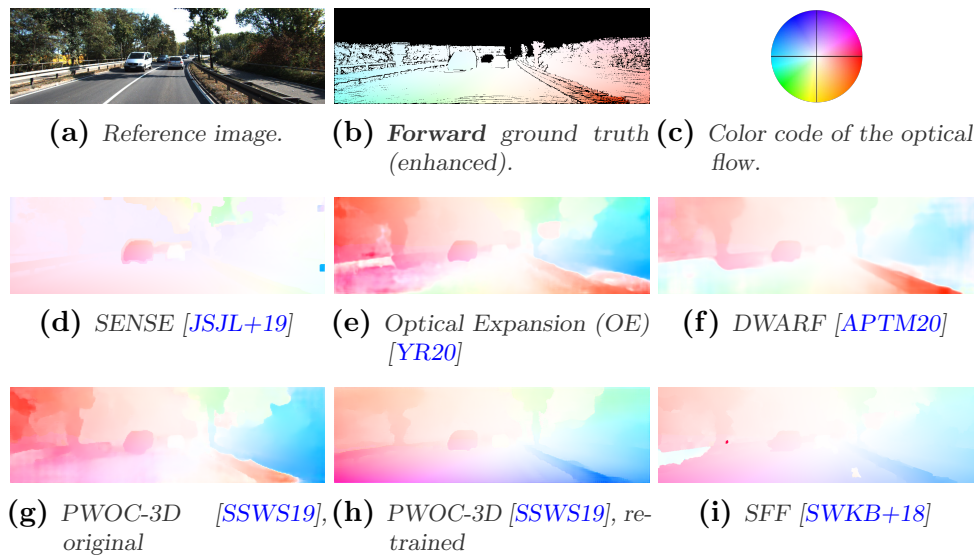 (a) Reference image.
(b) Forward ground truth
(enhanced).
(c) Color code of the optical
flow.
(d) SENSE [JSJL+19]
(e) Optical Expansion (OE)
[YR20]
(f) DWARF [APTM20]
(g) PWOC-3D [SSWS19],
original
(h) PWOC-3D [SSWS19], re-
trained
(i) SFF [SWKB+18]